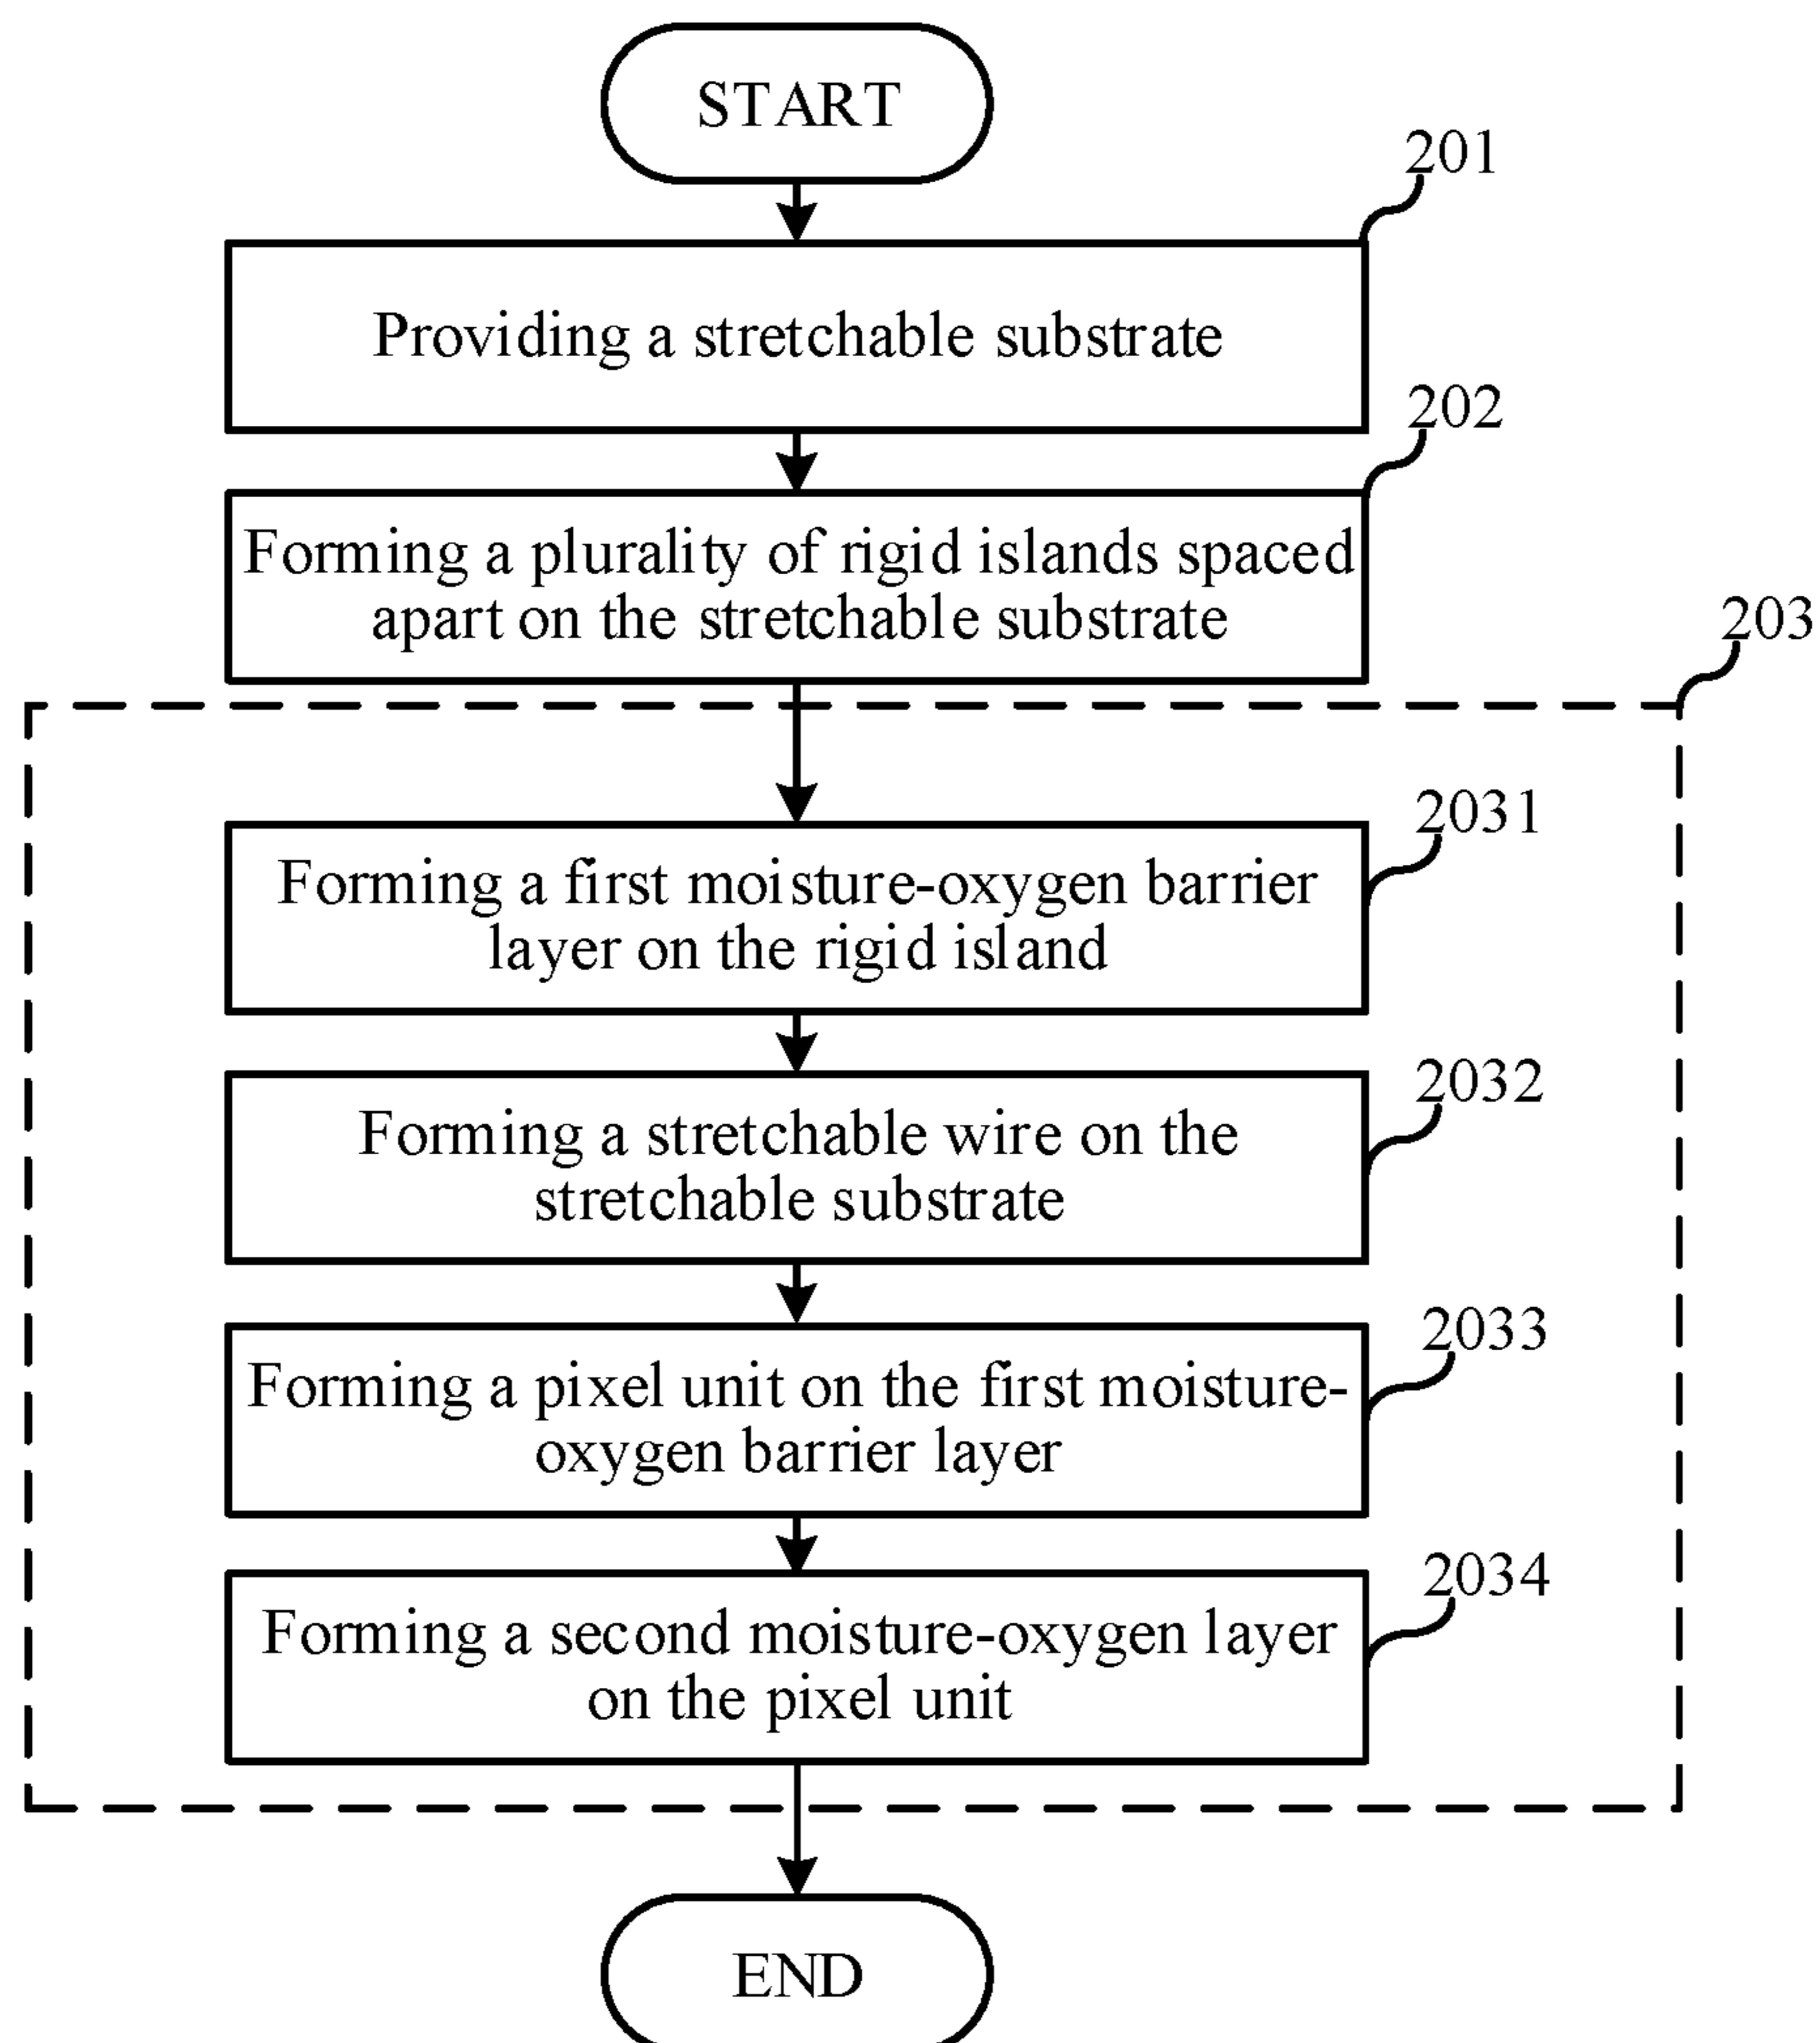 START
201
Providing a stretchable substrate
202
Forming a plurality of rigid islands spaced
apart on the stretchable substrate
203
2031
Forming a first moisture-oxygen barrier
layer on the rigid island
2032
Forming a stretchable wire on the
stretchable substrate
2033
Forming a pixel unit on the first moisture-
oxygen barrier layer
2034
Forming a second moisture-oxygen layer
on the pixel unit
END